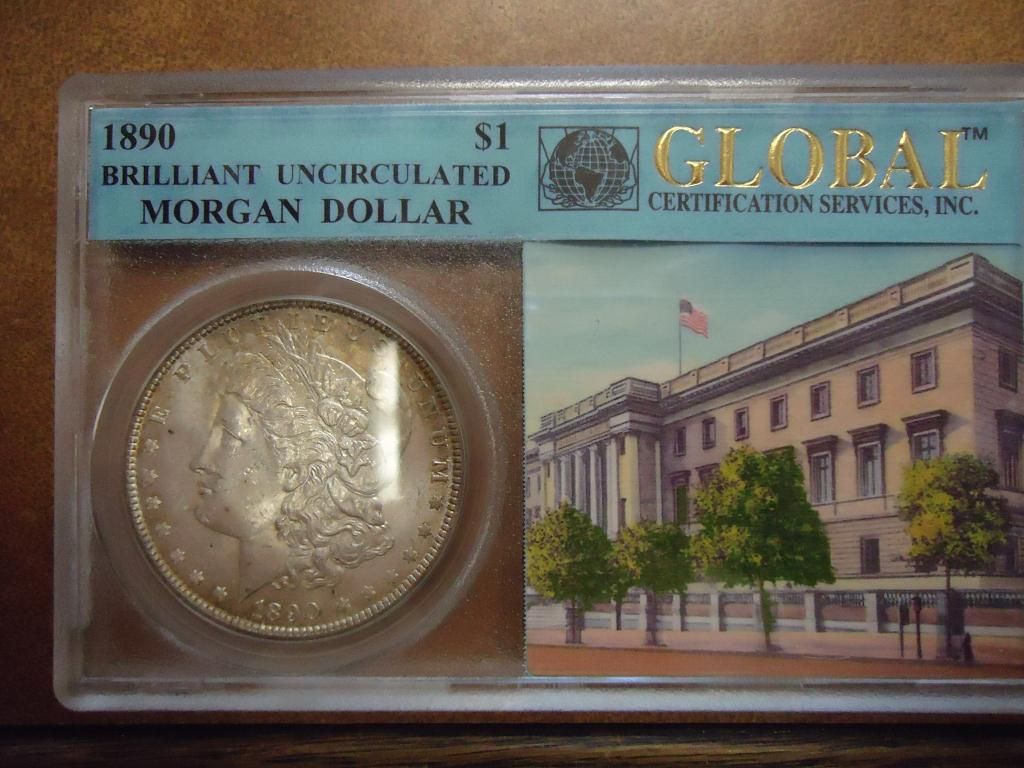 1890 $1
BRILLIANT UNCIRCULATED
MORGAN DOLLAR
GLOBAL™
CERTIFICATION SERVICES, INC.
E PLURIBUS UNUM
1890